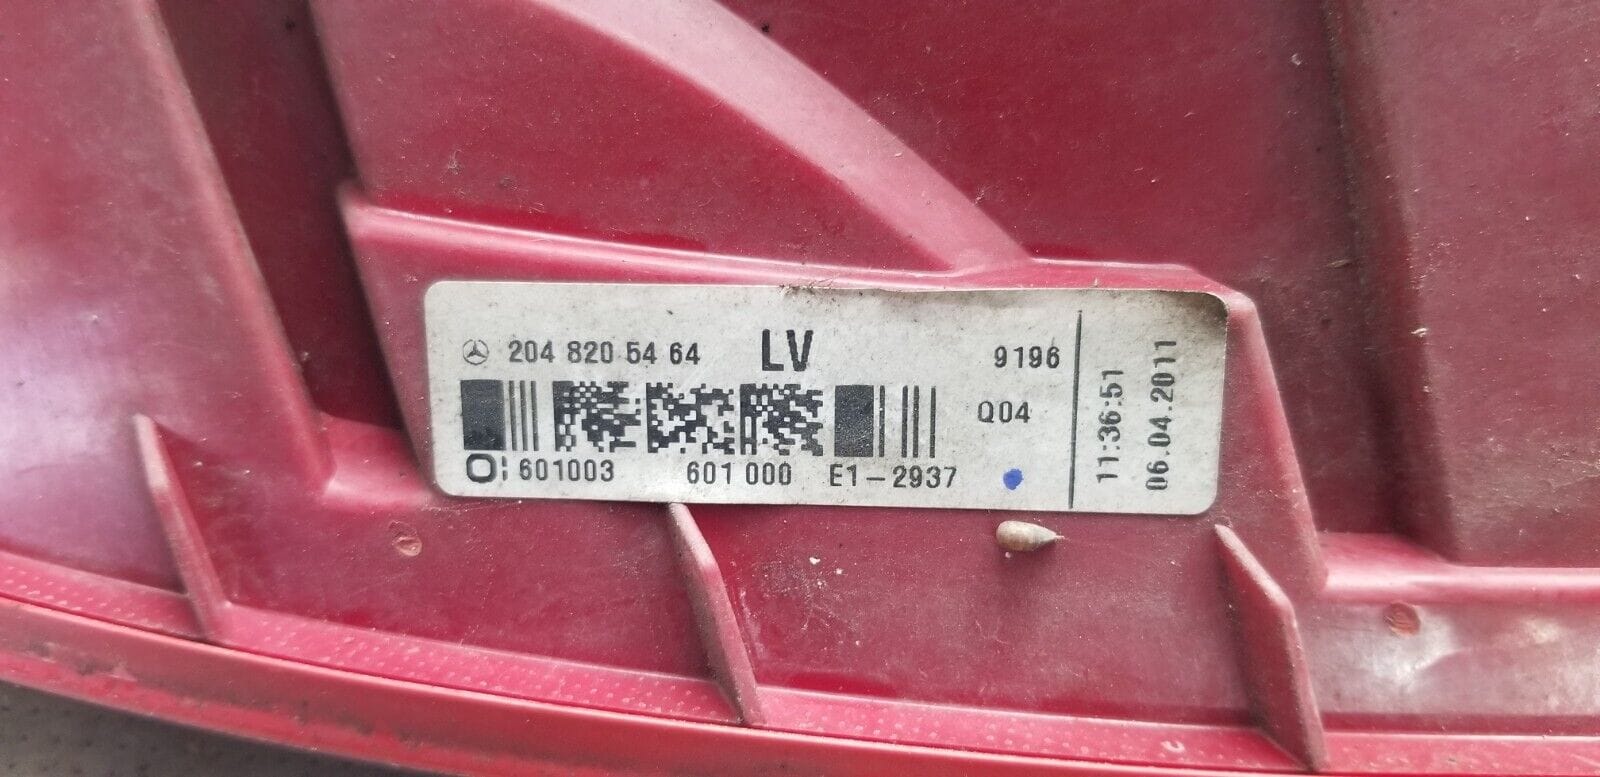 204 820 54 64 LV 9196
Q04
O: 601003 601 000 E1-2937
11:36:51
06.04.2011